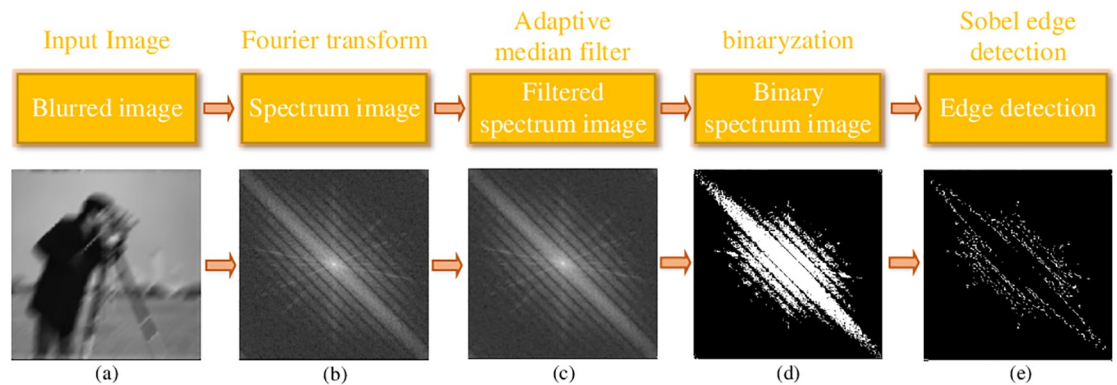 Input Image
Fourier transform
Adaptive
median filter
binaryzation
Sobel edge
detection
Blurred image
Spectrum image
Filtered
spectrum image
Binary
spectrum image
Edge detection
(a)
(b)
(c)
(d)
(e)